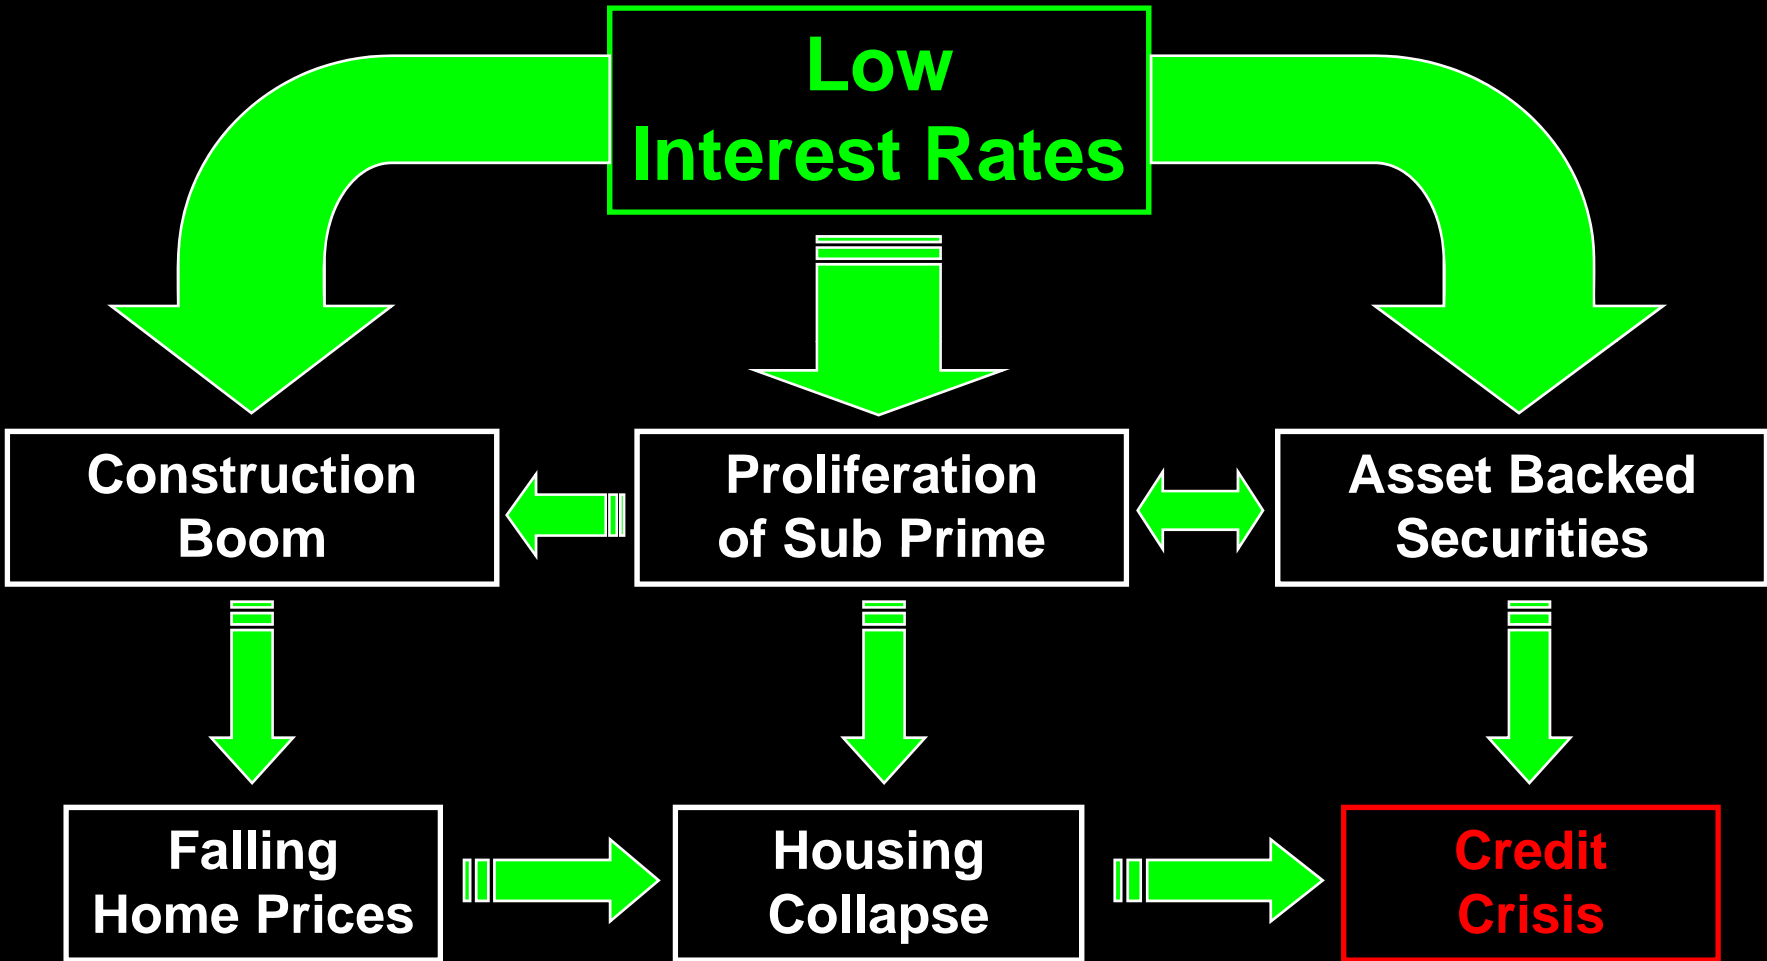 Low
Interest Rates
Construction
Boom
Proliferation
of Sub Prime
Asset Backed
Securities
Falling
Home Prices
Housing
Collapse
Credit
Crisis